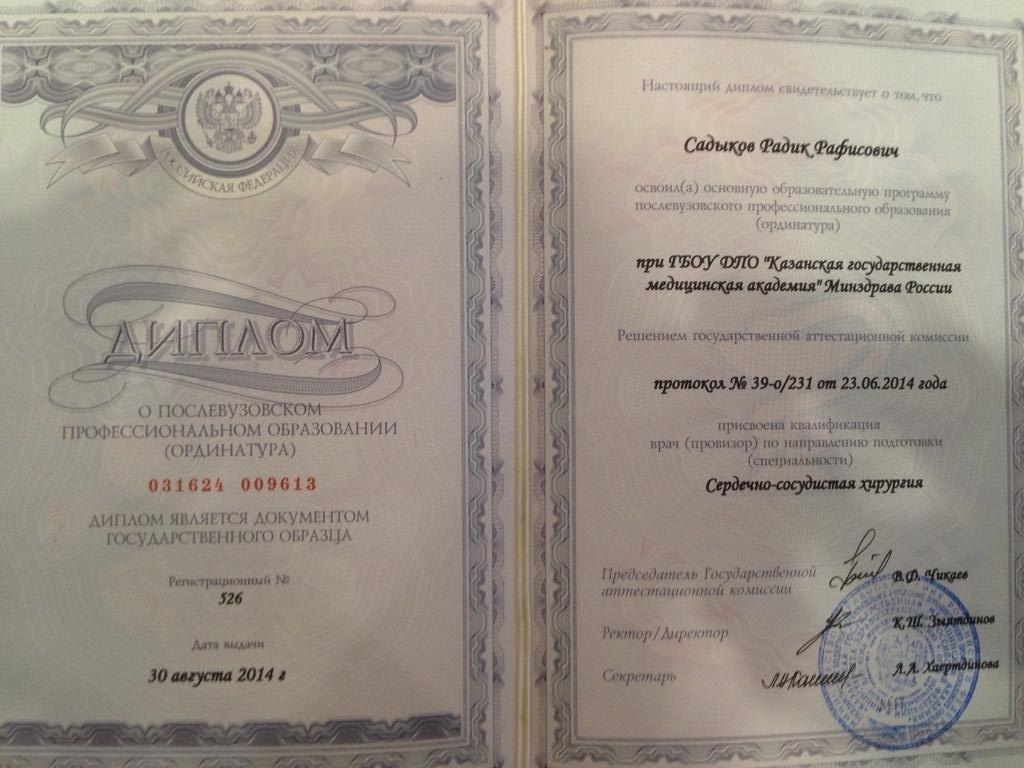 РОССИЙСКАЯ ФЕДЕРАЦИЯ
ДИПЛОМ
О ПОСЛЕВУЗОВСКОМ
ПРОФЕССИОНАЛЬНОМ ОБРАЗОВАНИИ
(ОРДИНАТУРА)
031624 009613
ДИПЛОМ ЯВЛЯЕТСЯ ДОКУМЕНТОМ
ГОСУДАРСТВЕННОГО ОБРАЗЦА
Регистрационный №
526
Дата выдачи
30 августа 2014 г
Настоящий диплом свидетельствует о том, что
Садыков Радик Рафисович
освоил(а) основную образовательную программу
послевузовского профессионального образования
(ординатура)
при ГБОУ ДПО "Казанская государственная
медицинская академия" Минздрава России
Решением государственной аттестационной комиссии
протокол № 39-о/231 от 23.06.2014 года
присвоена квалификация
врач (провизор) по направлению подготовки
(специальности)
Сердечно-сосудистая хирургия
Председатель Государственной
аттестационной комиссии
В.Ф. Чикаев
Ректор/Директор
К.Ш. Зыятдинов
Секретарь
Л.А. Хаертдинова